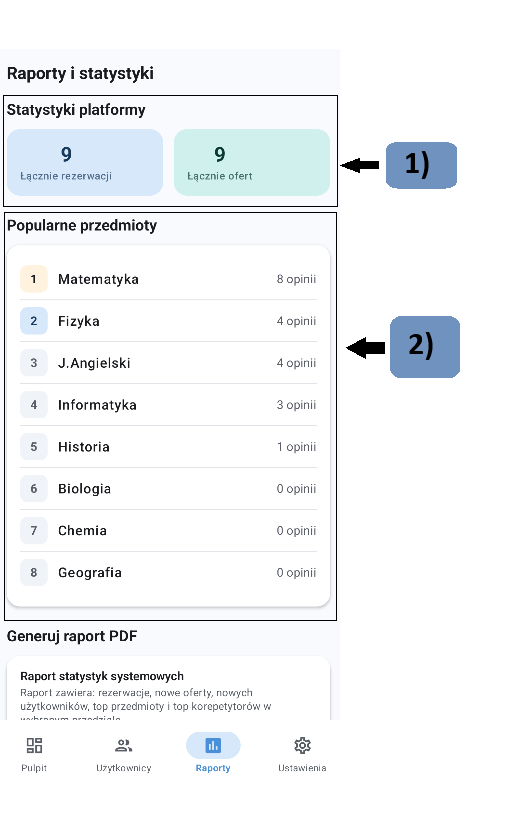 Raporty i statystyki
Statystyki platformy
9
Łącznie rezerwacji
9
Łącznie ofert
1)
Popularne przedmioty
1 Matematyka 8 opinii
2 Fizyka 4 opinii
3 J.Angielski 4 opinii
4 Informatyka 3 opinii
5 Historia 1 opinii
6 Biologia 0 opinii
7 Chemia 0 opinii
8 Geografia 0 opinii
2)
Generuj raport PDF
Raport statystyk systemowych
Raport zawiera: rezerwacje, nowe oferty, nowych
użytkowników, top przedmioty i top korepetytorów w
wybranym przedziale
Pulpit
Użytkownicy
Raporty
Ustawienia